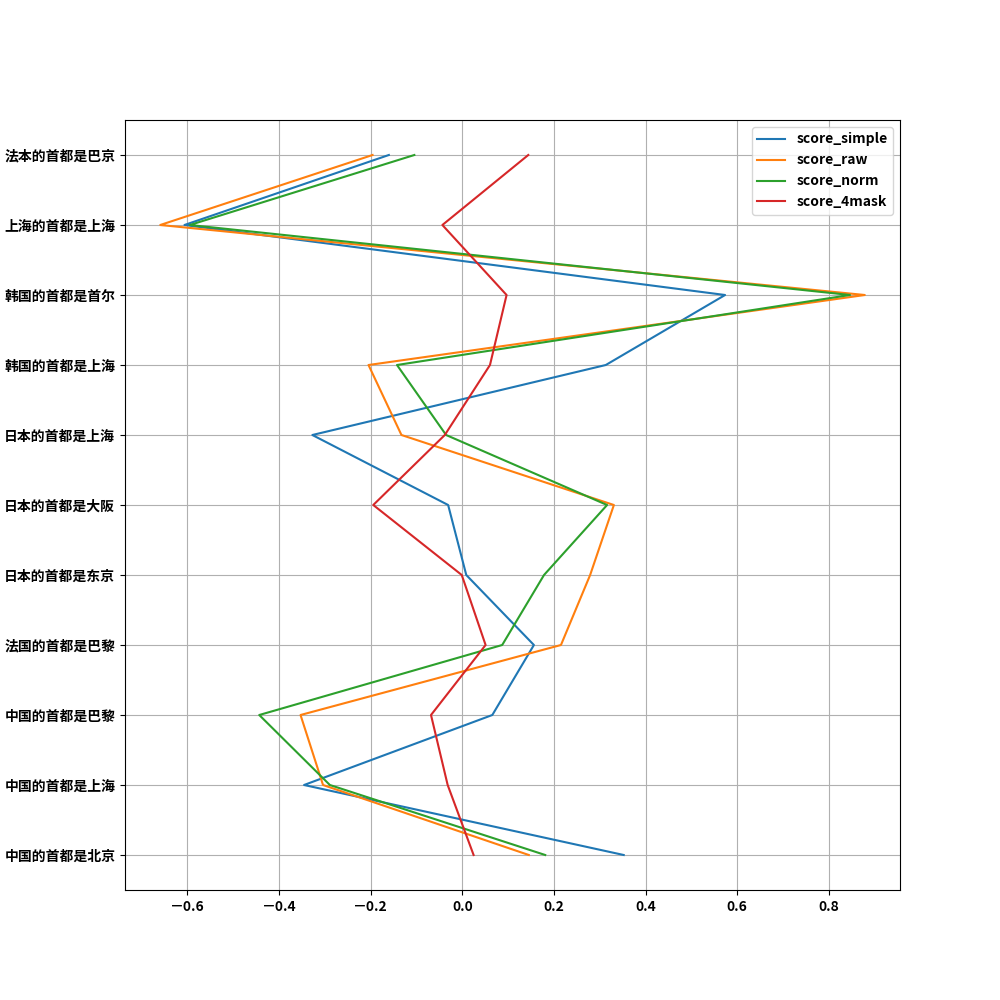 score_simple
score_raw
score_norm
score_4mask
法本的首都是巴京
上海的首都是上海
韩国的首都是首尔
韩国的首都是上海
日本的首都是上海
日本的首都是大阪
日本的首都是东京
法国的首都是巴黎
中国的首都是巴黎
中国的首都是上海
中国的首都是北京
−0.6 −0.4 −0.2 0.0 0.2 0.4 0.6 0.8